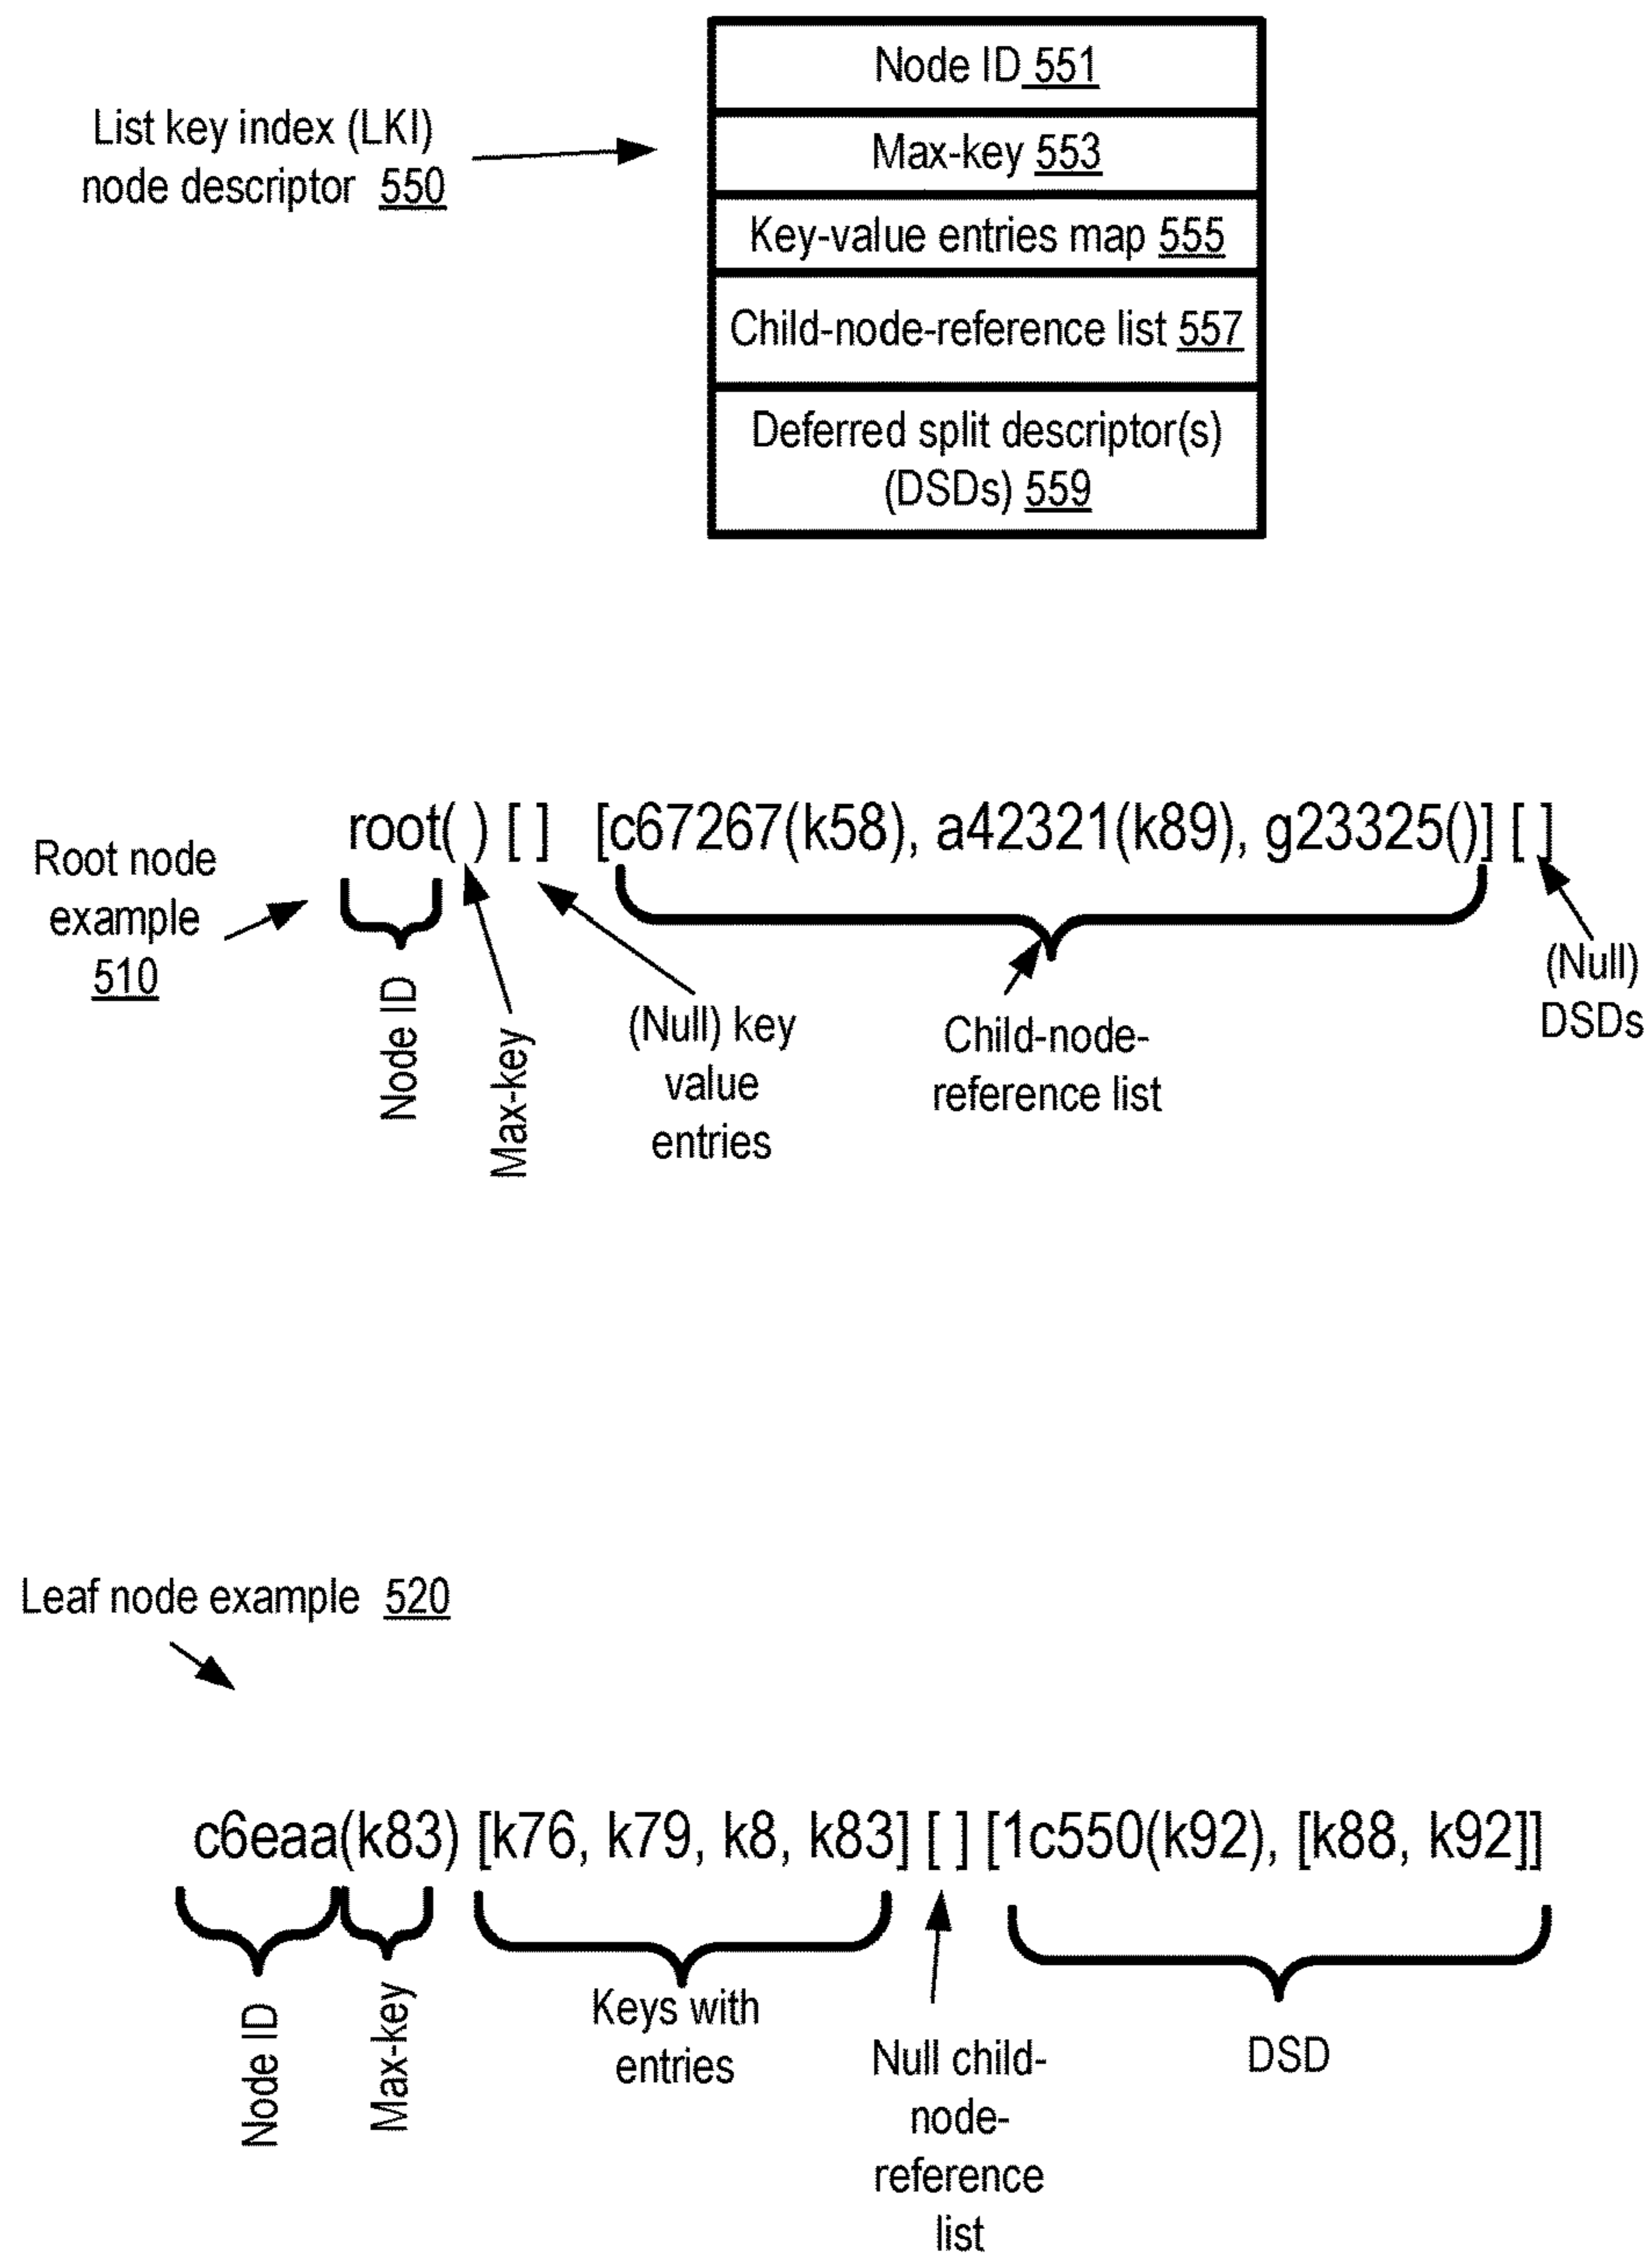 Node ID 551
List key index (LKI)
node descriptor 550
Max-key 553
Key-value entries map 555
Child-node-reference list 557
Deferred split descriptor(s)
(DSDs) 559
root( ) [ ] [c67267(k58), a42321(k89), g23325()] [ ]
Root node
example
510
Node ID
Max-key
(Null) key
value
entries
Child-node-
reference list
(Null)
DSDs
Leaf node example 520
c6eaa(k83) [k76, k79, k8, k83] [ ] [1c550(k92), [k88, k92]]
Node ID
Max-key
Keys with
entries
Null child-
node-
reference
list
DSD